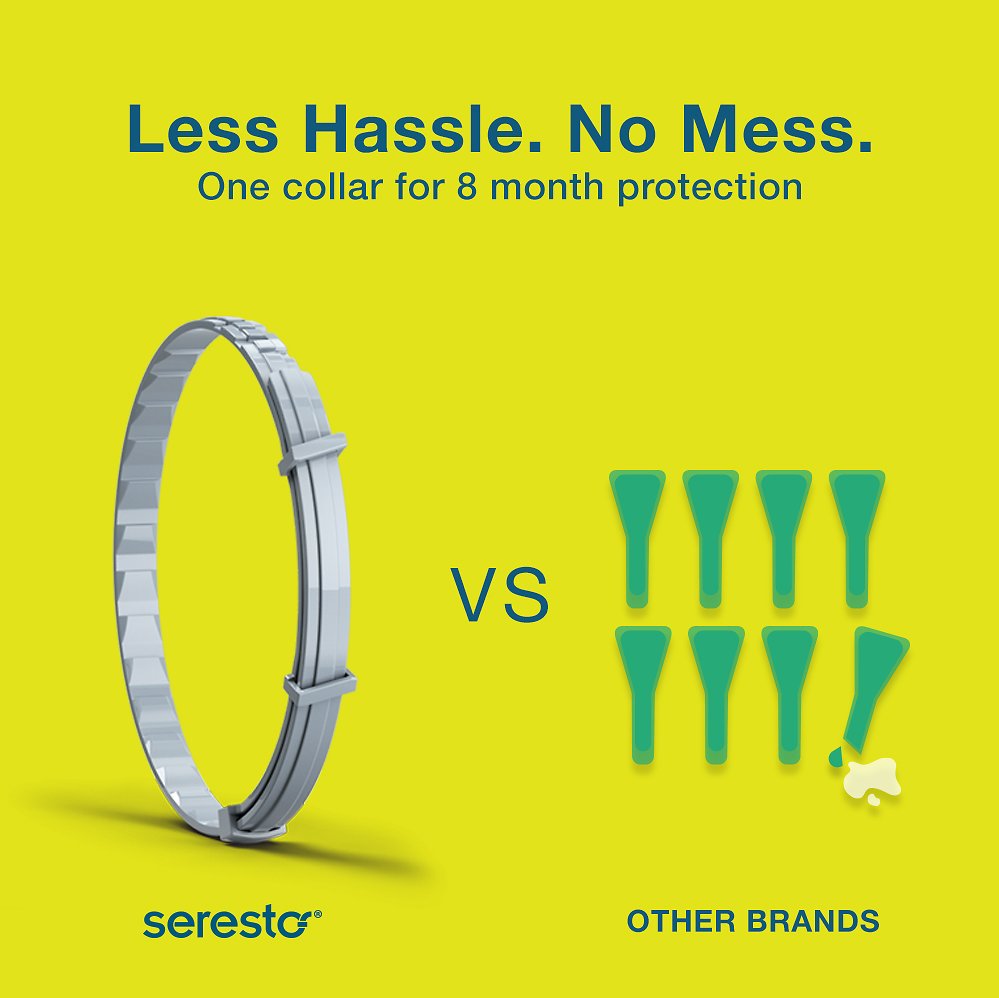 Less Hassle. No Mess.
One collar for 8 month protection
VS
seresto®
OTHER BRANDS